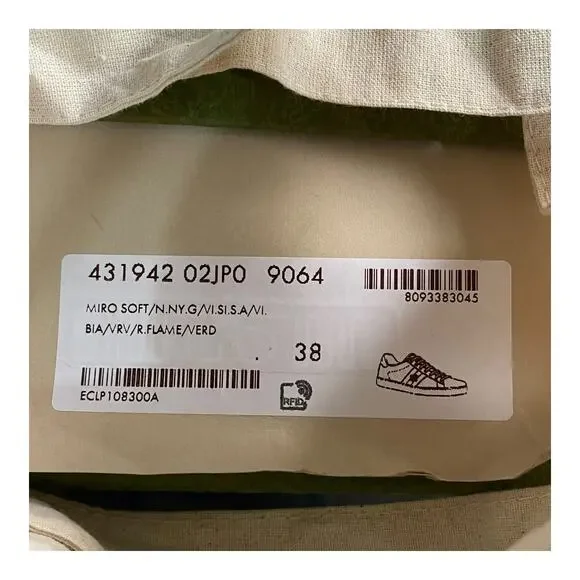 431942 02JP0 9064
8093383045
MIRO SOFT/N.NY.G/VI.SI.S.A/VI.
BIA/VRV/R.FLAME/VERD
. 38
ECLP108300A
RFID